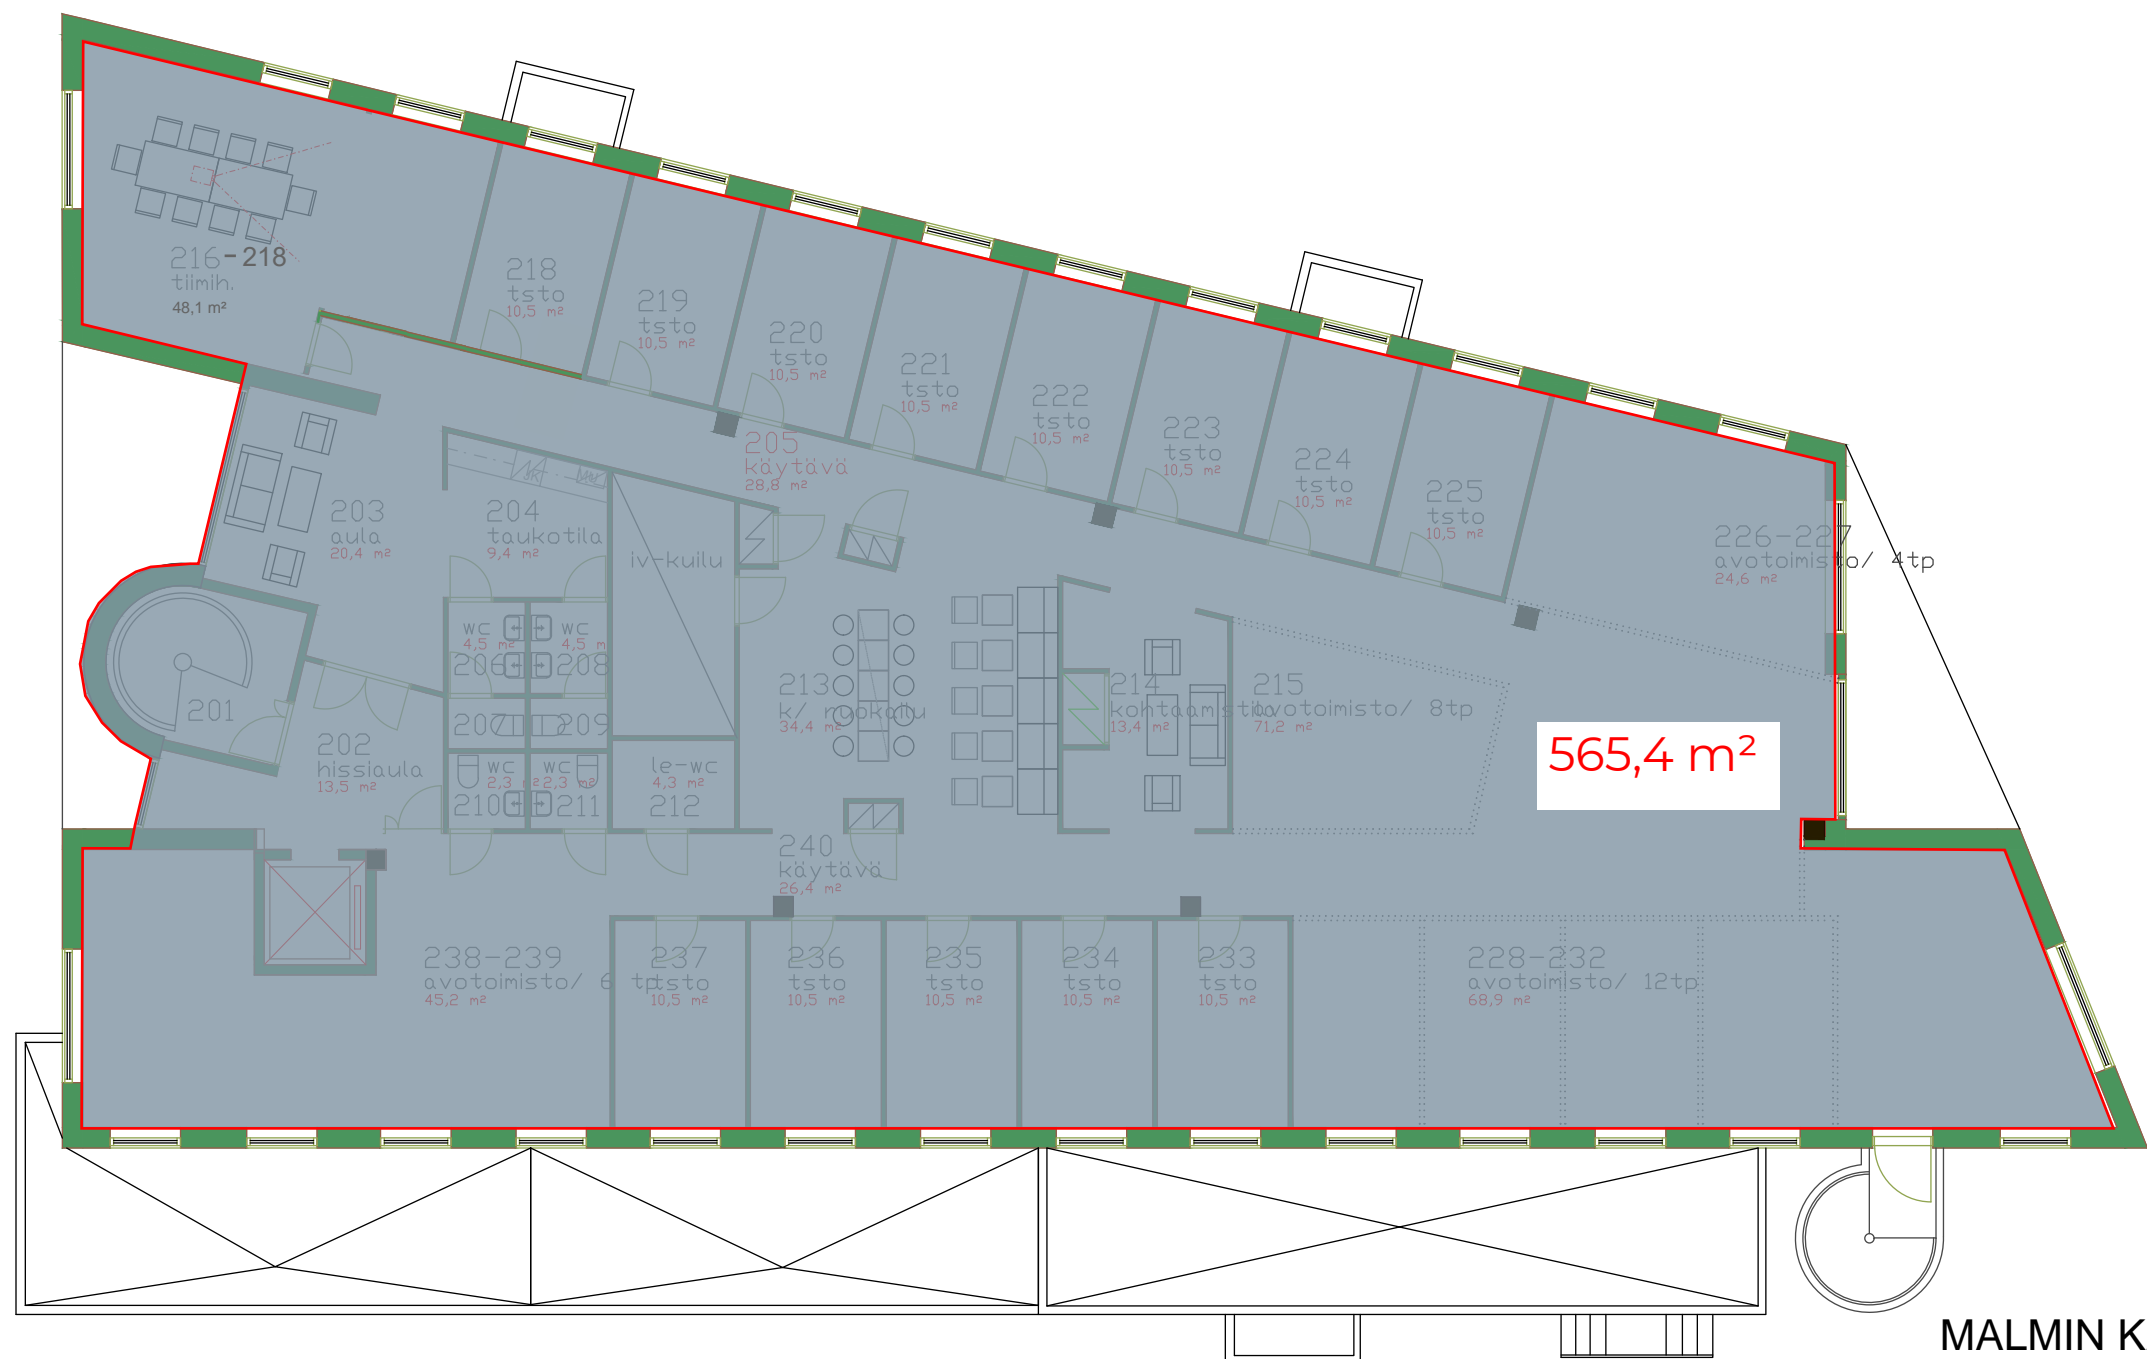 216-218
tiimih.
48,1 m²
218
tsto
10,5 m²
219
tsto
10,5 m²
220
tsto
10,5 m²
221
tsto
10,5 m²
222
tsto
10,5 m²
223
tsto
10,5 m²
224
tsto
10,5 m²
225
tsto
10,5 m²
226-227
avotoimisto/ 4tp
24,6 m²
205
käytävä
28,8 m²
203
aula
20,4 m²
204
taukotila
9,4 m²
iv-kuilu
wc
4,5 m²
206
wc
4,5 m²
208
201
207
209
202
hissiaula
13,5 m²
wc
2,3 m²
210
wc
2,3 m²
211
le-wc
4,3 m²
212
213
k/ ruokailu
34,4 m²
214
kohtaamistila
13,4 m²
215
avotoimisto/ 8tp
71,2 m²
565,4 m²
240
käytävä
26,4 m²
238-239
avotoimisto/ 6 tp
45,2 m²
237
tsto
10,5 m²
236
tsto
10,5 m²
235
tsto
10,5 m²
234
tsto
10,5 m²
233
tsto
10,5 m²
228-232
avotoimisto/ 12tp
68,9 m²
MALMIN K